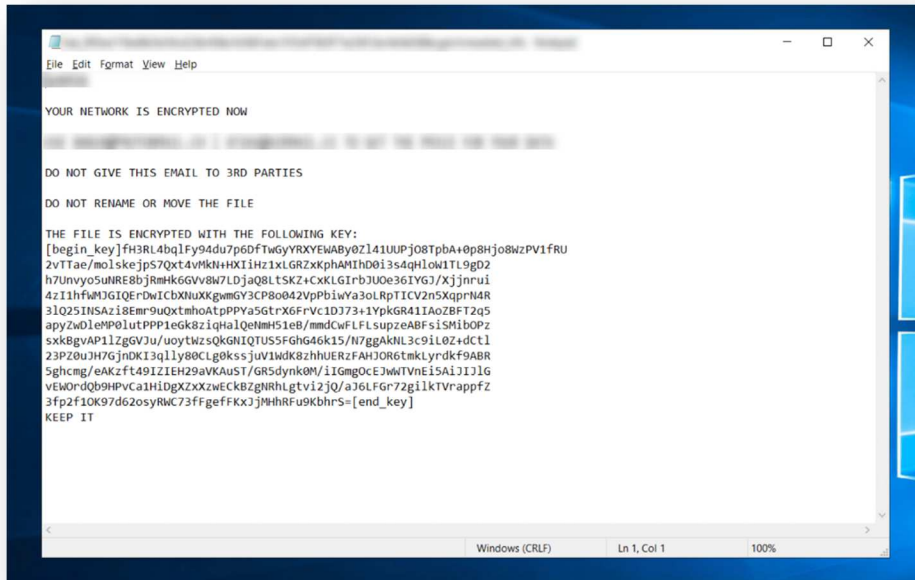 File Edit Format View Help
YOUR NETWORK IS ENCRYPTED NOW
DO NOT GIVE THIS EMAIL TO 3RD PARTIES
DO NOT RENAME OR MOVE THE FILE
THE FILE IS ENCRYPTED WITH THE FOLLOWING KEY:
[begin_key]fH3RL4bqlFy94du7p6DfTwGyYRXYEWABy0Zl41UUPjO8TpbA+0p8Hjo8WzPV1fRU
2vTTae/molskejpS7Qxt4vMkN+HXIiHz1xLGRZxKphAMIhD0i3s4qHloW1TL9gD2
h7Unvyo5uNRE8bjRmHk6GVv8W7LDjaQ8LtSKZ+CxKLGIrbJUOe36IYGJ/Xjjnrui
4zI1hfWMJGIQErDwICbXNuXKgwmGY3CP8o042VpPbiwYa3oLRpTICV2n5XqprN4R
3lQ25INSAzi8Emr9uQxtmhoAtpPPYa5GtrX6FrVc1DJ73+1YpkGR41IAoZBFT2q5
apyZwDleMP0lutPPP1eGk8ziqHalQeNmH51eB/mmdCwFLFLsupzeABFsiSMibOPz
sxkBgvAP1lZgGVJu/uoytWzsQkGNIQTUS5FGhG46k15/N7ggAkNL3c9iL0Z+dCtl
23PZ0uJH7GjnDKI3qlly80CLg0kssjuV1WdK8zhhUERzFAHJOR6tmkLyrdkf9ABR
5ghcmg/eAKzft49IZIEH29aVKAuST/GR5dynk0M/iIGmgOcEJwWTVnEi5AiJIJlG
vEWOrdQb9HPvCa1HiDgXZxXzwECkBZgNRhLgtvi2jQ/aJ6LFGr72gilkTVrappfZ
3fp2f1OK97d62osyRWC73fFgefFKxJjMHhRFu9KbhrS=[end_key]
KEEP IT
Windows (CRLF) Ln 1, Col 1 100%